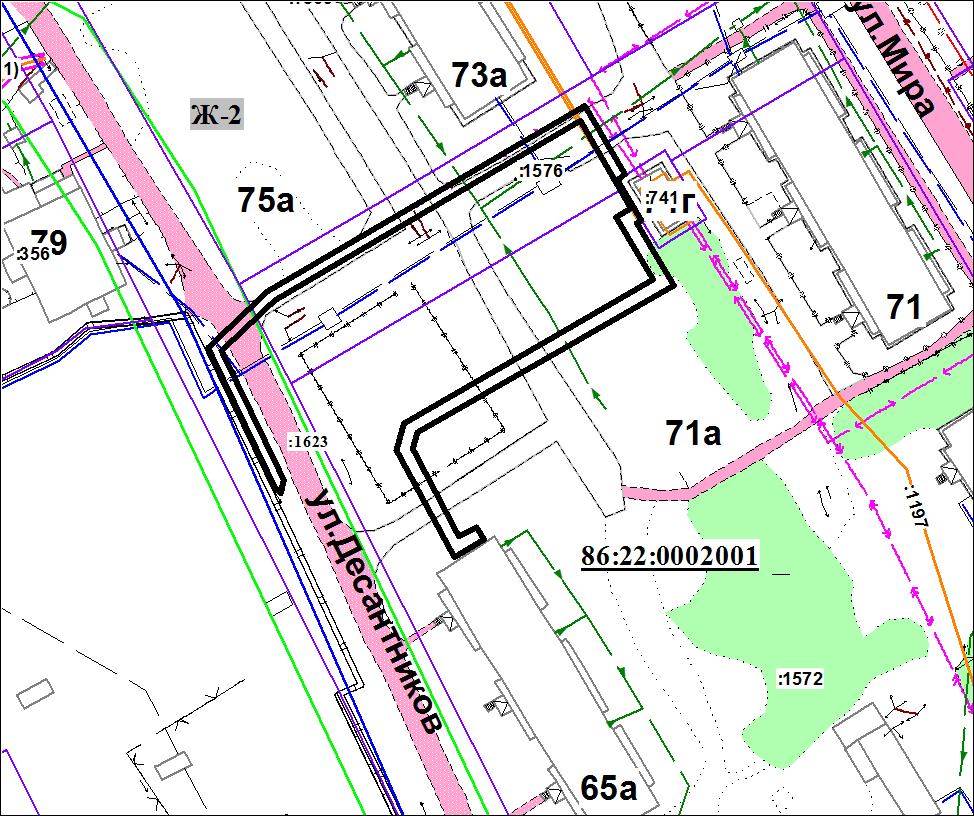 ул.Мира
1)
73а
Ж-2
:1576
75а
:741
г
79
:356
71
71а
:1623
:1197
ул.Десантников
86:22:0002001
:1572
65а